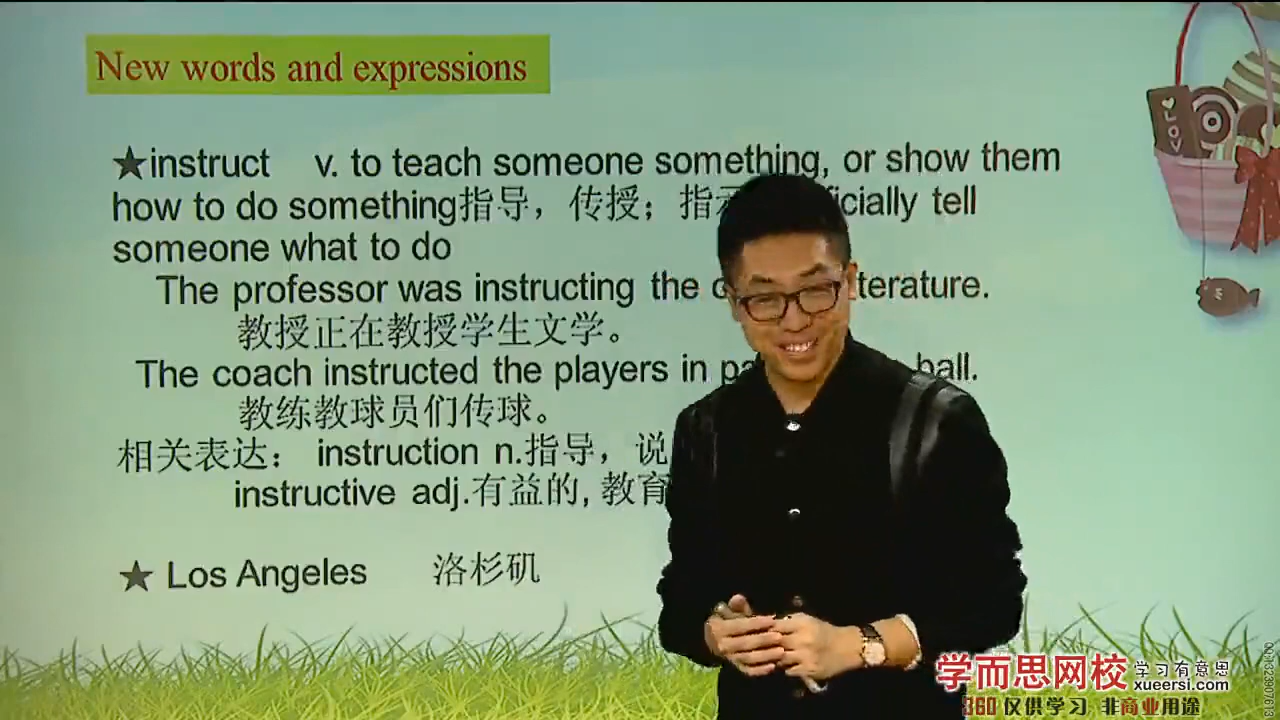 New words and expressions
★instruct v. to teach someone something, or show them
how to do something指导，传授；指 cially tell
someone what to do
The professor was instructing the terature.
教授正在教授学生文学。
The coach instructed the players in pa ball.
教练教球员们传球。
相关表达： instruction n.指导，说
instructive adj.有益的, 教育
★ Los Angeles 洛杉矶
LOV
学而思网校 学习有意思
xueersi.com
360 仅供学习 非商业用途